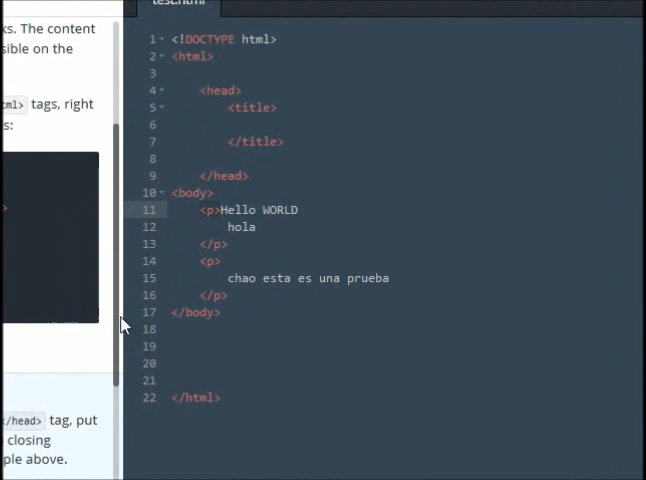 test.html
ks. The content
sible on the
tml> tags, right
s:
>
/head> tag, put
closing
ple above.
1 <!DOCTYPE html>
2 <html>
3
4 <head>
5 <title>
6
7 </title>
8
9 </head>
10 <body>
11 <p>Hello WORLD
12 hola
13 </p>
14 <p>
15 chao esta es una prueba
16 </p>
17 </body>
18
19
20
21
22 </html>